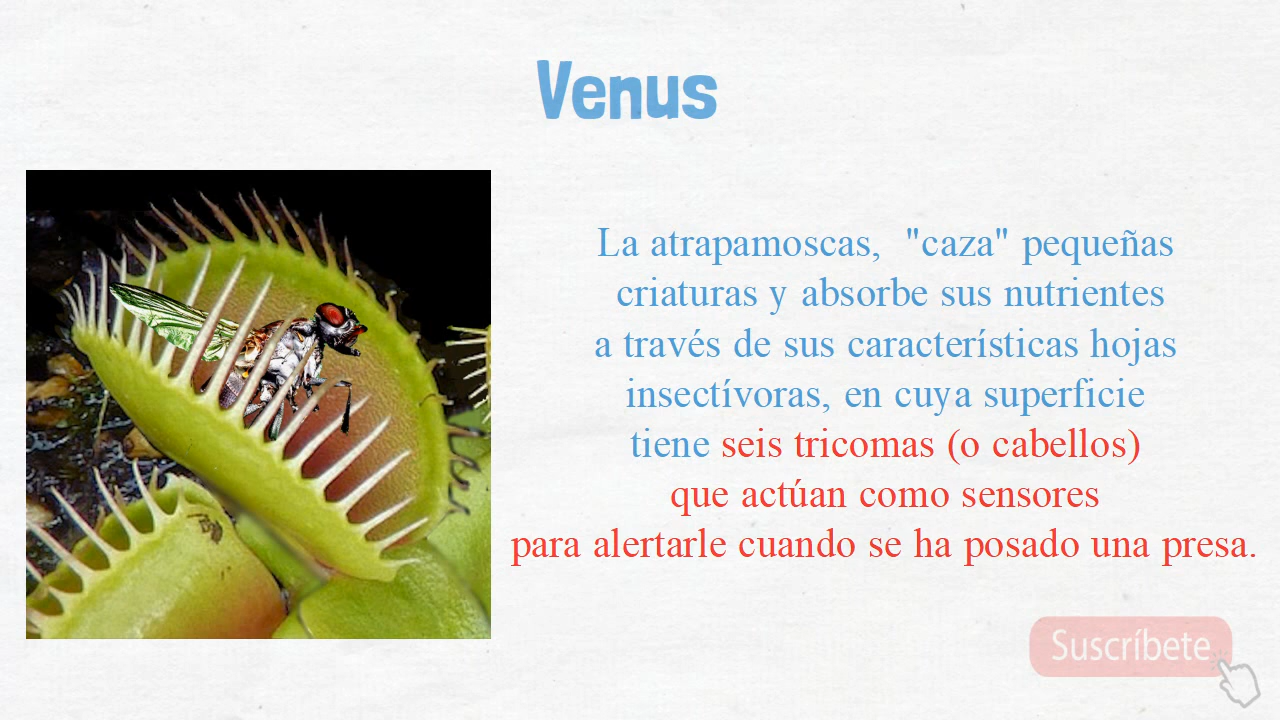 Venus
La atrapamoscas, "caza" pequeñas
criaturas y absorbe sus nutrientes
a través de sus características hojas
insectívoras, en cuya superficie
tiene seis tricomas (o cabellos)
que actúan como sensores
para alertarle cuando se ha posado una presa.
Suscríbete